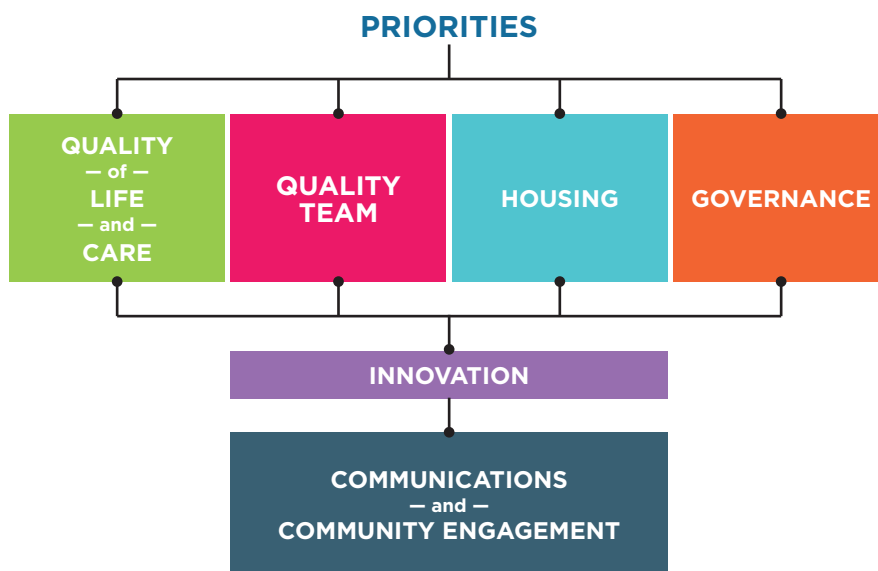 PRIORITIES
QUALITY
— of —
LIFE
— and —
CARE
QUALITY
TEAM
HOUSING
GOVERNANCE
INNOVATION
COMMUNICATIONS
— and —
COMMUNITY ENGAGEMENT